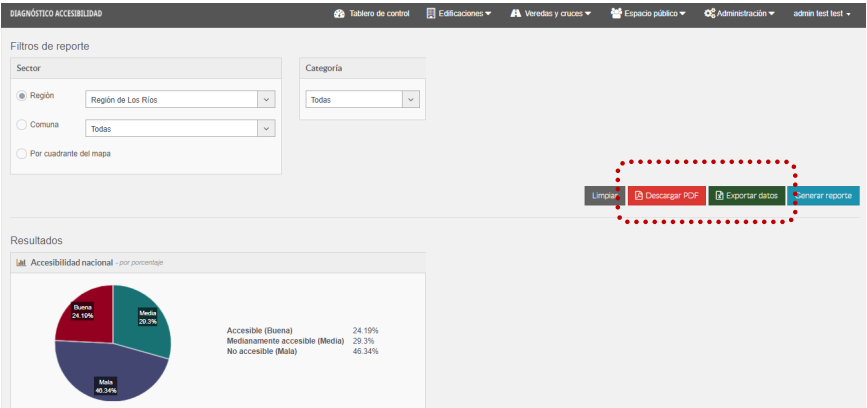 DIAGNÓSTICO ACCESIBILIDAD Tablero de control Edificaciones Veredas y cruces Espacio público Administración admin test test
Filtros de reporte
Sector Categoría
Región Región de Los Ríos Todas
Comuna Todas
Por cuadrante del mapa
Limpiar Descargar PDF Exportar datos Generar reporte
Resultados
Accesibilidad nacional - por porcentaje
Buena
24.19%
Media
29.3%
Mala
46.34%
Accesible (Buena) 24.19%
Medianamente accesible (Media) 29.3%
No accesible (Mala) 46.34%